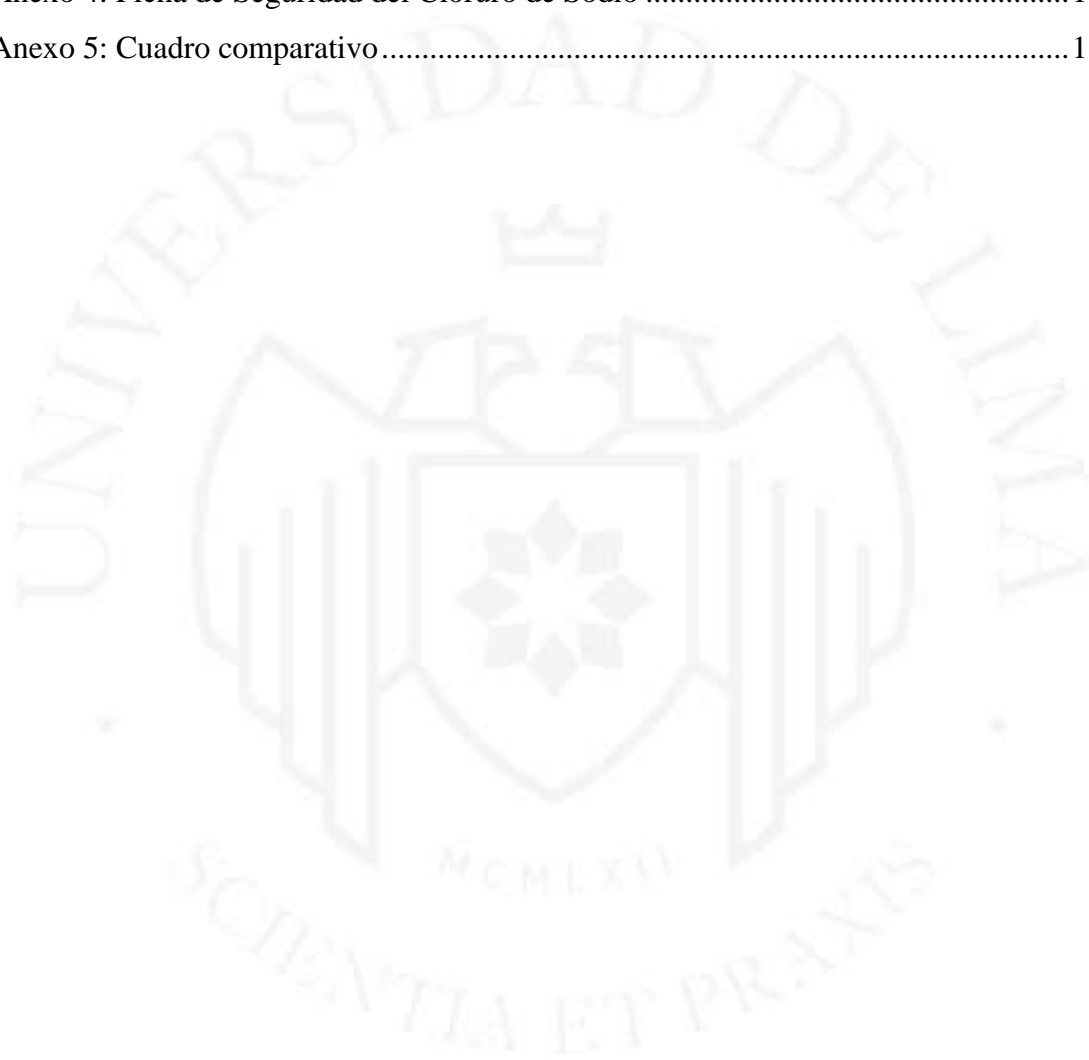 Anexo 4: Ficha de Seguridad del Cloruro de Sodio ........................................................................ 1
Anexo 5: Cuadro comparativo ........................................................................ 1
UNIVERSIDAD DE LIMA
MCMLXII
SCIENTIA ET PRAXIS